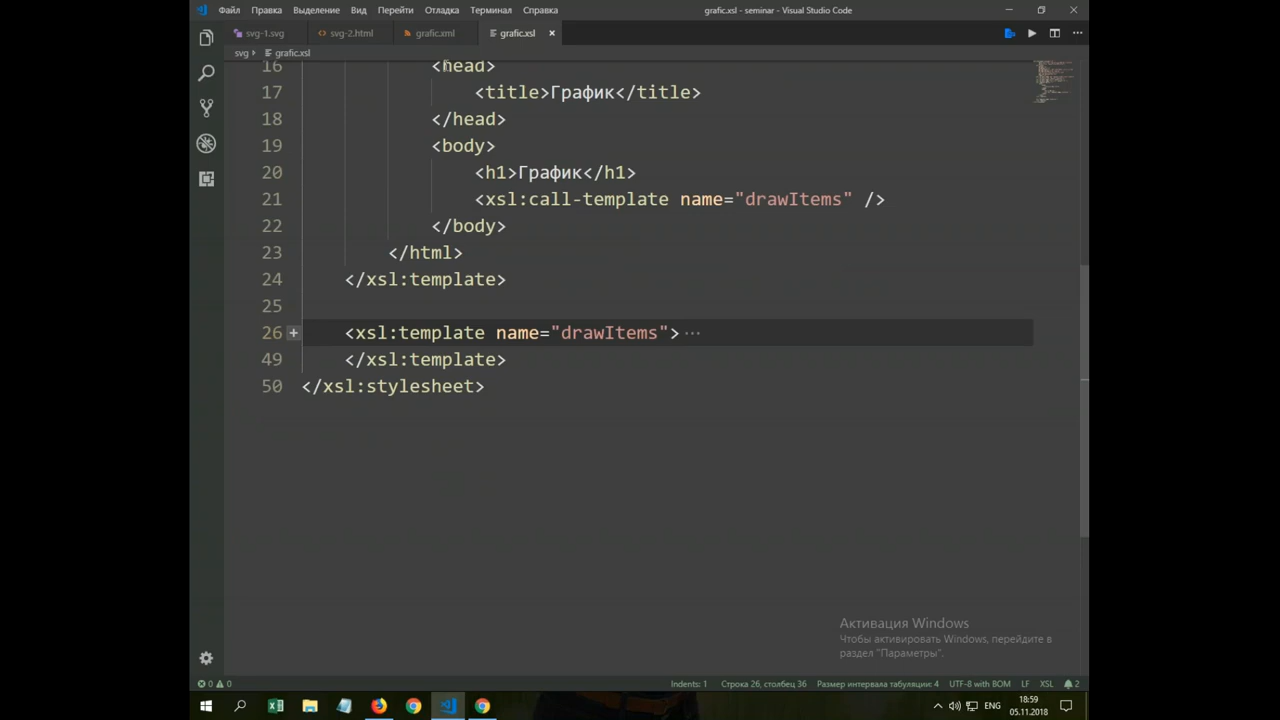 Файл Правка Выделение Вид Перейти Отладка Терминал Справка grafic.xsl - seminar - Visual Studio Code
svg-1.svg svg-2.html grafic.xml grafic.xsl
svg grafic.xsl
16 <head>
17 <title>График</title>
18 </head>
19 <body>
20 <h1>График</h1>
21 <xsl:call-template name="drawItems" />
22 </body>
23 </html>
24 </xsl:template>
25
26 <xsl:template name="drawItems"> ...
49 </xsl:template>
50 </xsl:stylesheet>
Активация Windows
Чтобы активировать Windows, перейдите в
раздел "Параметры".
0 0 Indents: 1 Строка 26, столбец 36 Размер интервала табуляции: 4 UTF-8 with BOM LF XSL 2
ENG 18:59
05.11.2018